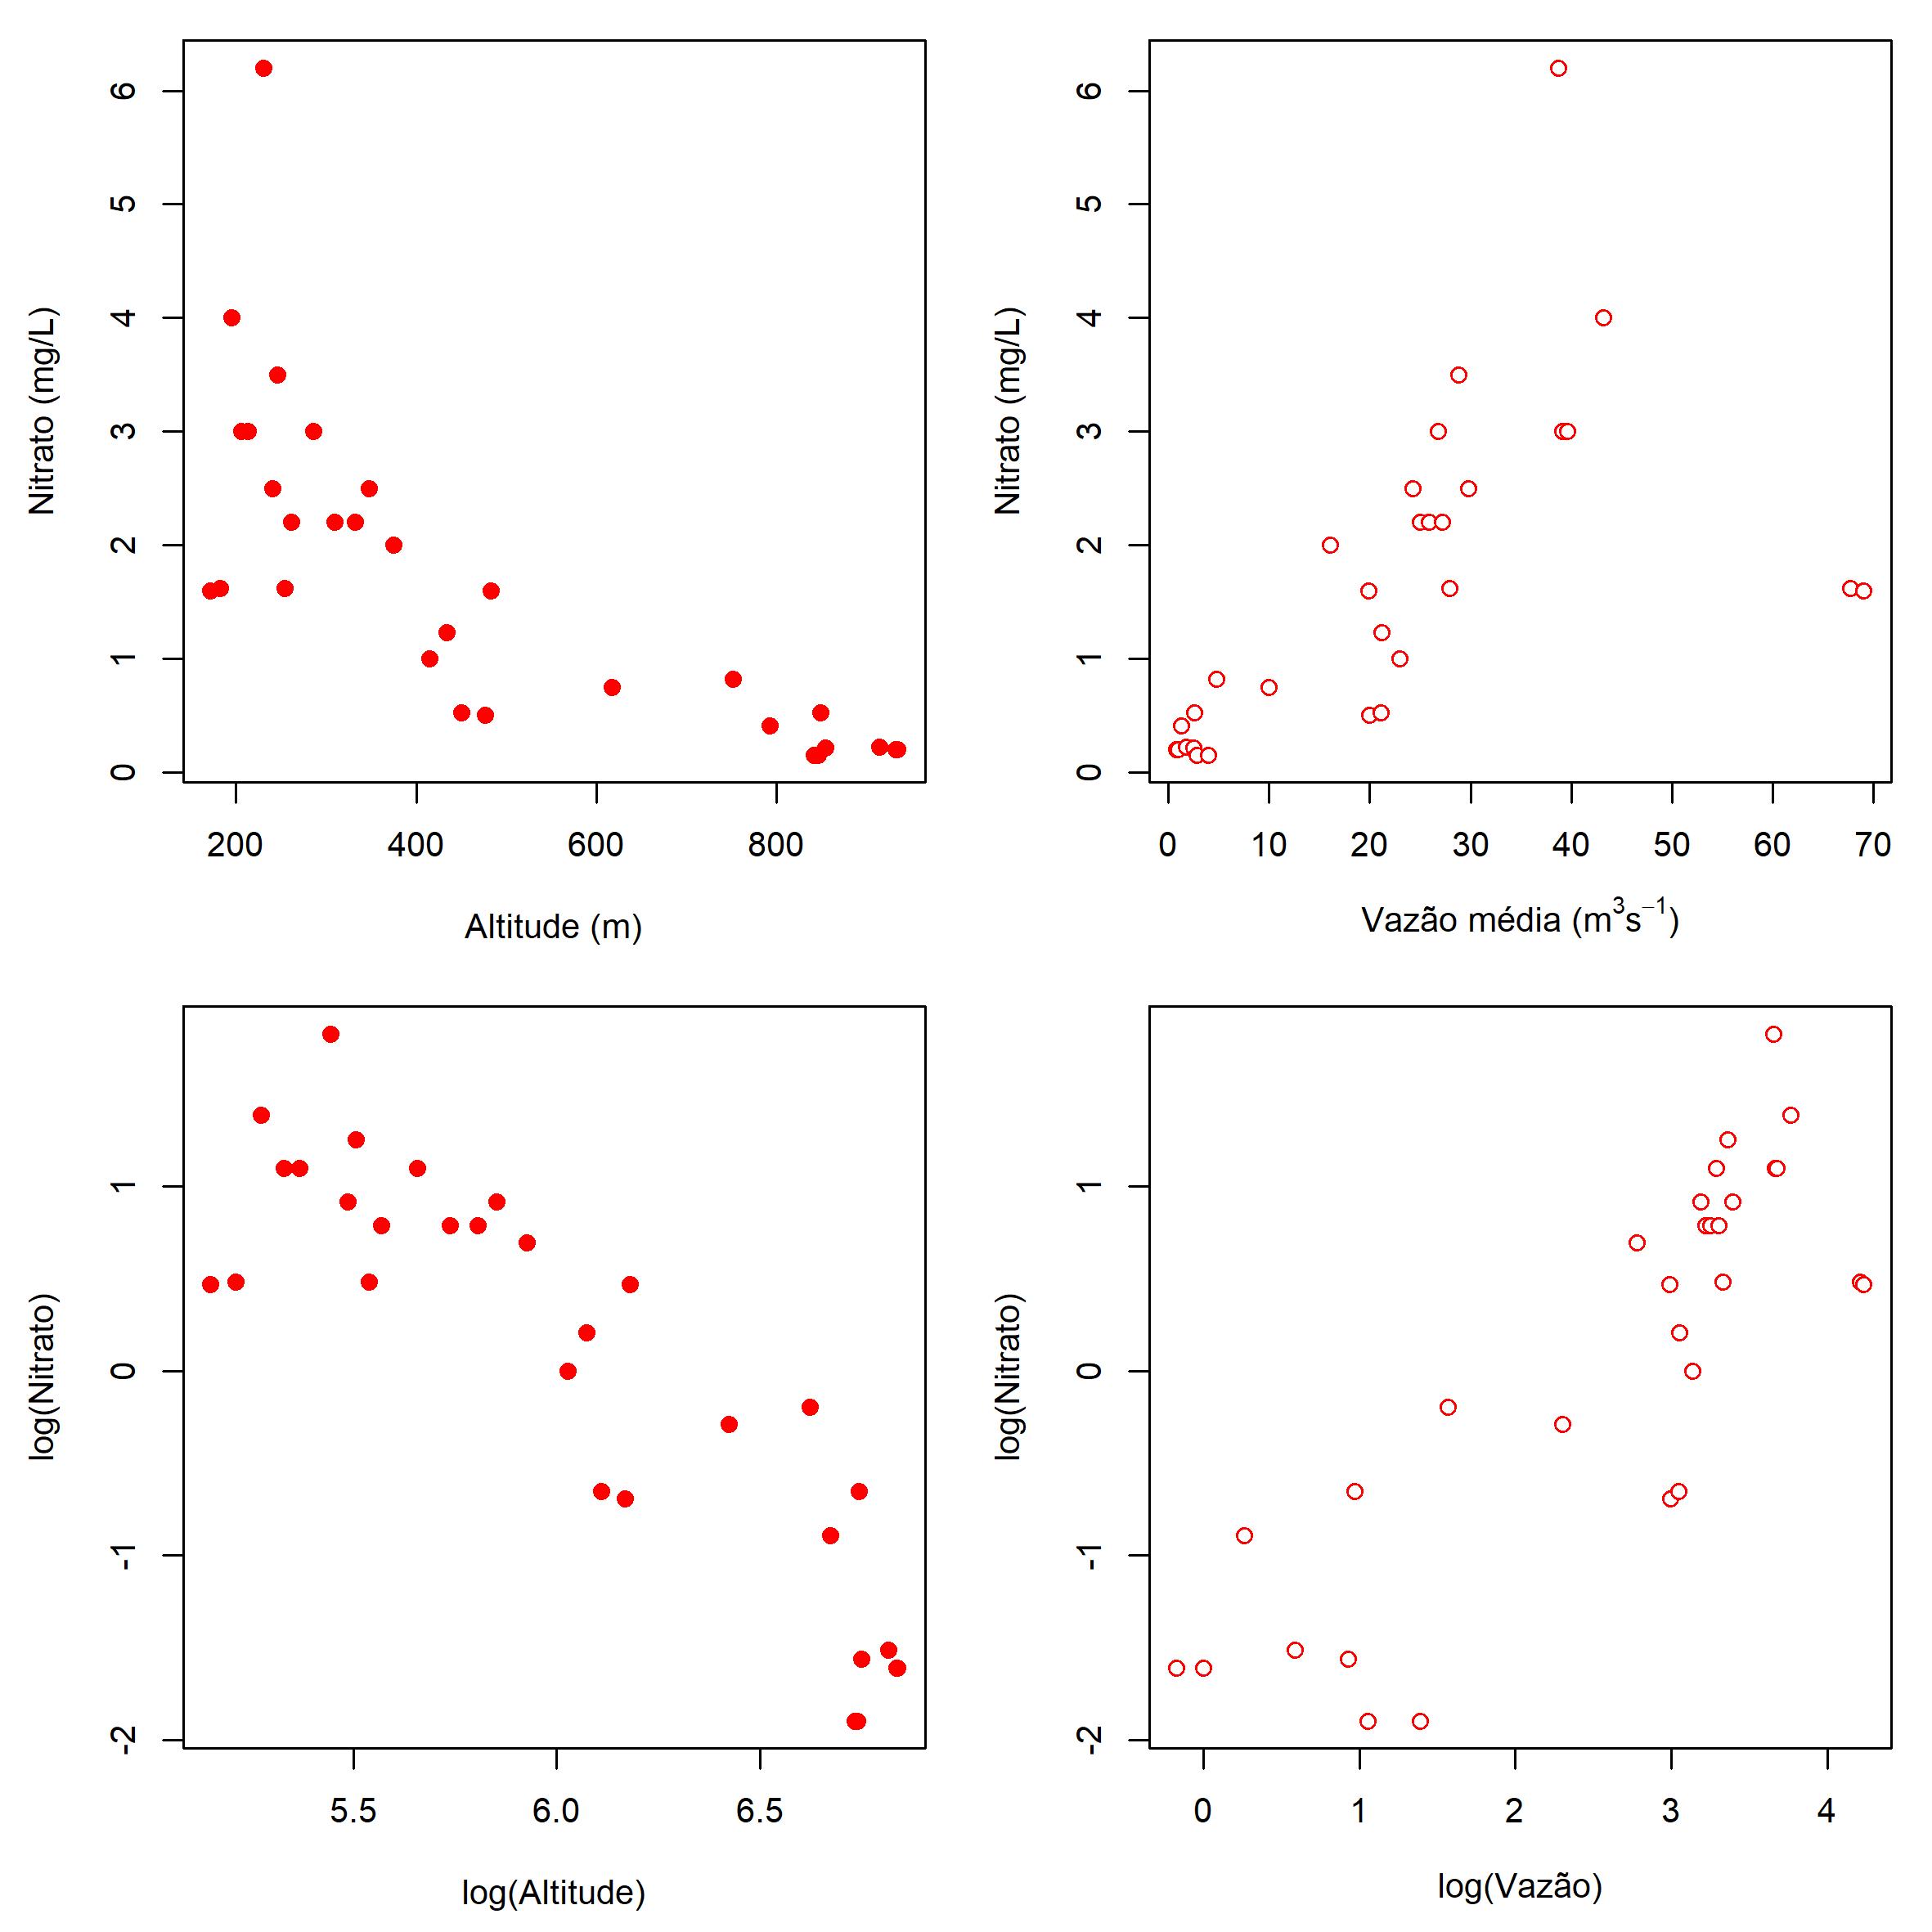 6
5
4
3
2
1
0
Nitrato (mg/L)
200 400 600 800
Altitude (m)
6
5
4
3
2
1
0
Nitrato (mg/L)
0 10 20 30 40 50 60 70
Vazão média (m³s⁻¹)
1
0
-1
-2
log(Nitrato)
5.5 6.0 6.5
log(Altitude)
1
0
-1
-2
log(Nitrato)
0 1 2 3 4
log(Vazão)